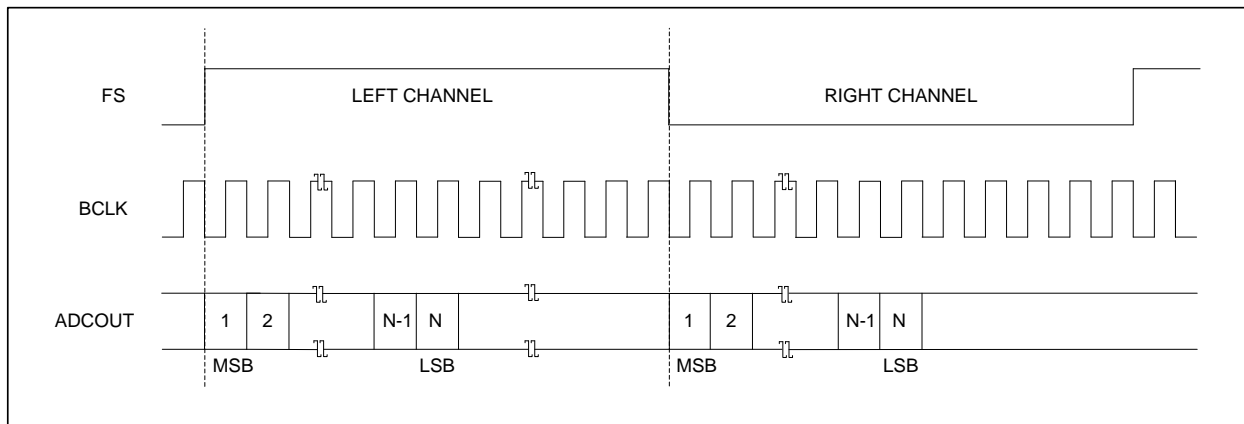 FS
LEFT CHANNEL
RIGHT CHANNEL
BCLK
ADCOUT
1
2
N-1
N
1
2
N-1
N
MSB
LSB
MSB
LSB